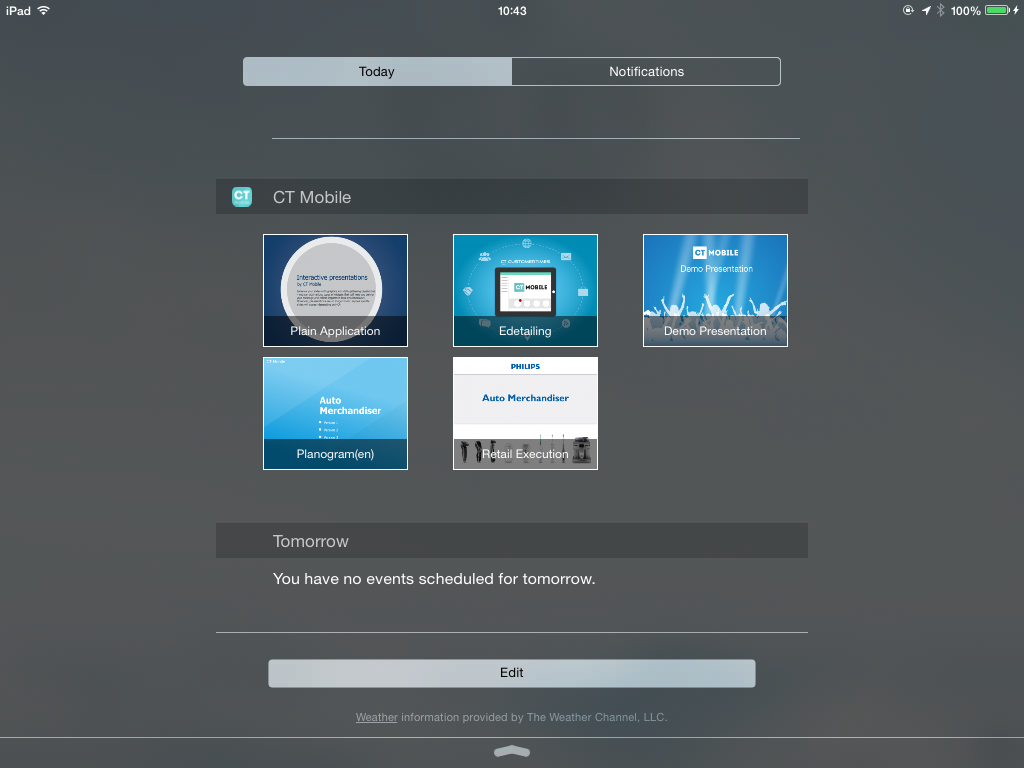 iPad 10:43 100%
Today Notifications
CT CT Mobile
Interactive presentations
by CT Mobile
Plain Application
CT CUSTOMERTIMES
CT MOBILE
Edetailing
CT MOBILE
Demo Presentation
Demo Presentation
CT Mobile
Auto
Merchandiser
Planogram(en)
PHILIPS
Auto Merchandiser
Retail Execution
Tomorrow
You have no events scheduled for tomorrow.
Edit
Weather information provided by The Weather Channel, LLC.